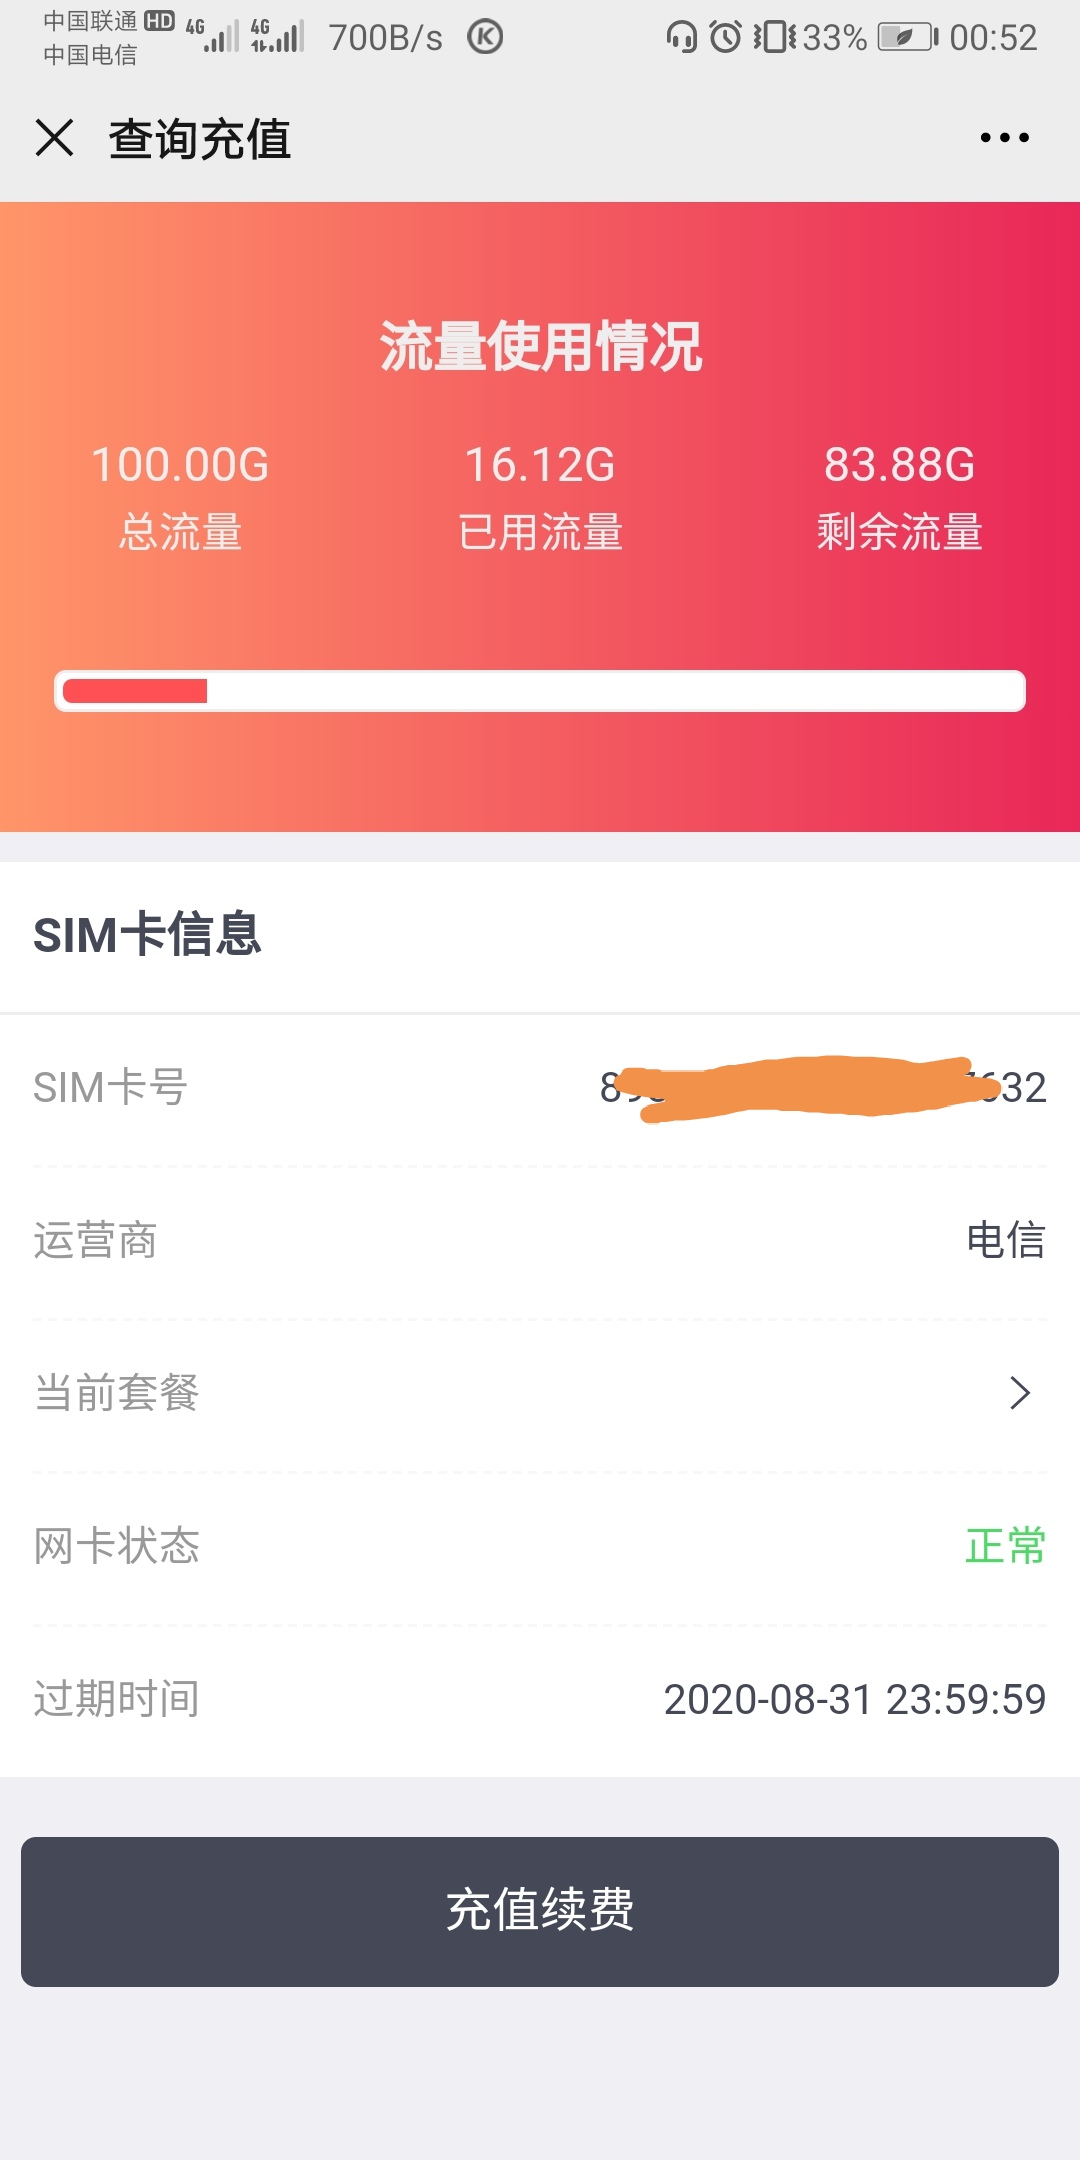 中国联通 HD 4G 4G 700B/s K 33% 00:52
中国电信
查询充值
流量使用情况
100.00G 16.12G 83.88G
总流量 已用流量 剩余流量
SIM卡信息
SIM卡号 632
运营商 电信
当前套餐
网卡状态 正常
过期时间 2020-08-31 23:59:59
充值续费